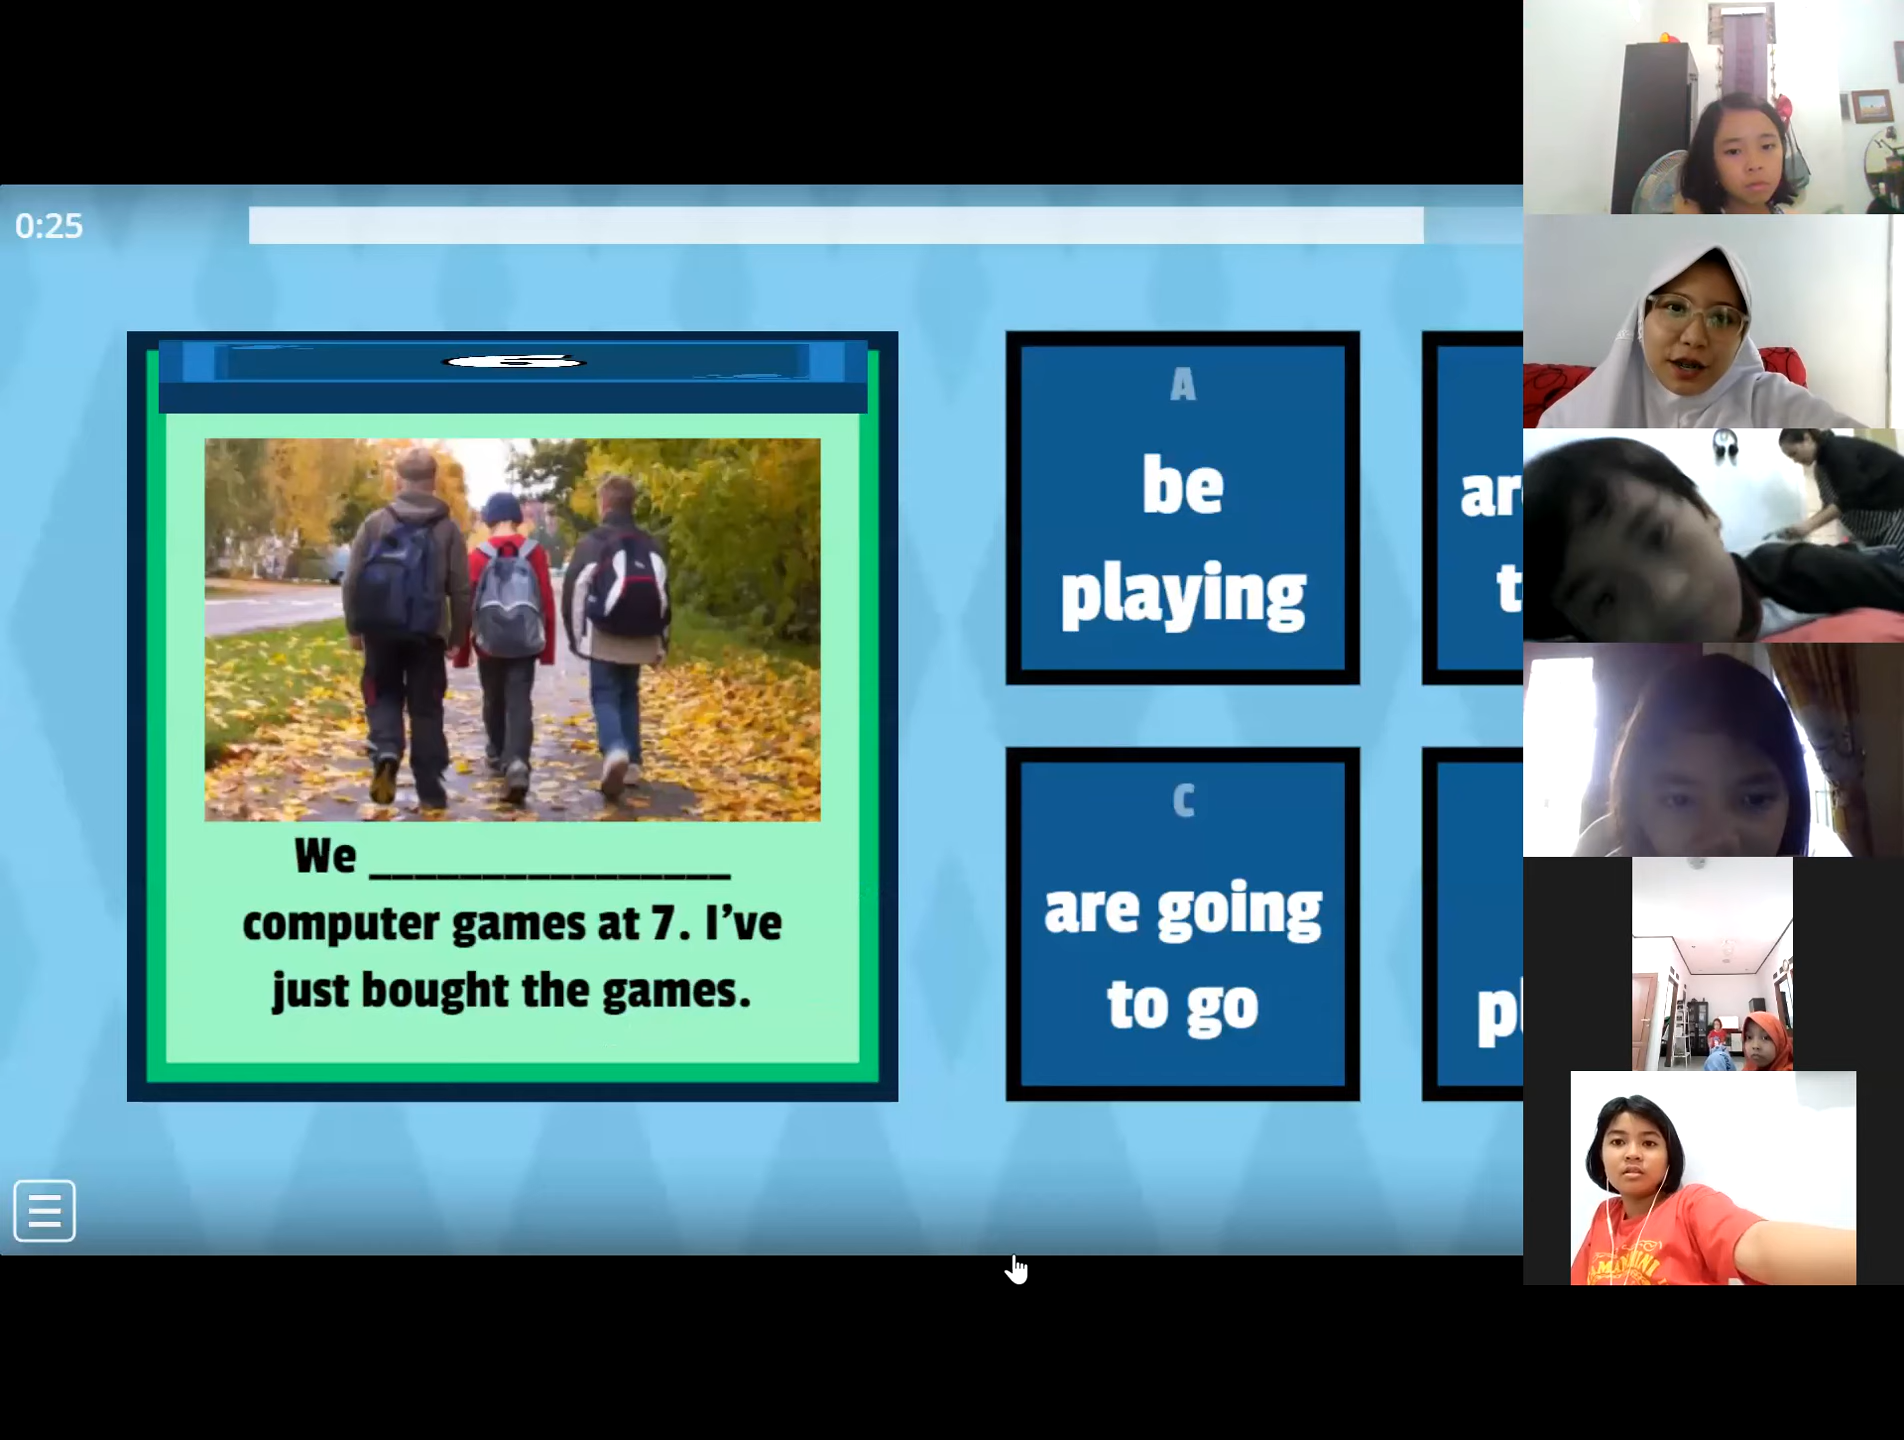 0:25
We ________________
computer games at 7. I've
just bought the games.
A
be
playing
C
are going
to go